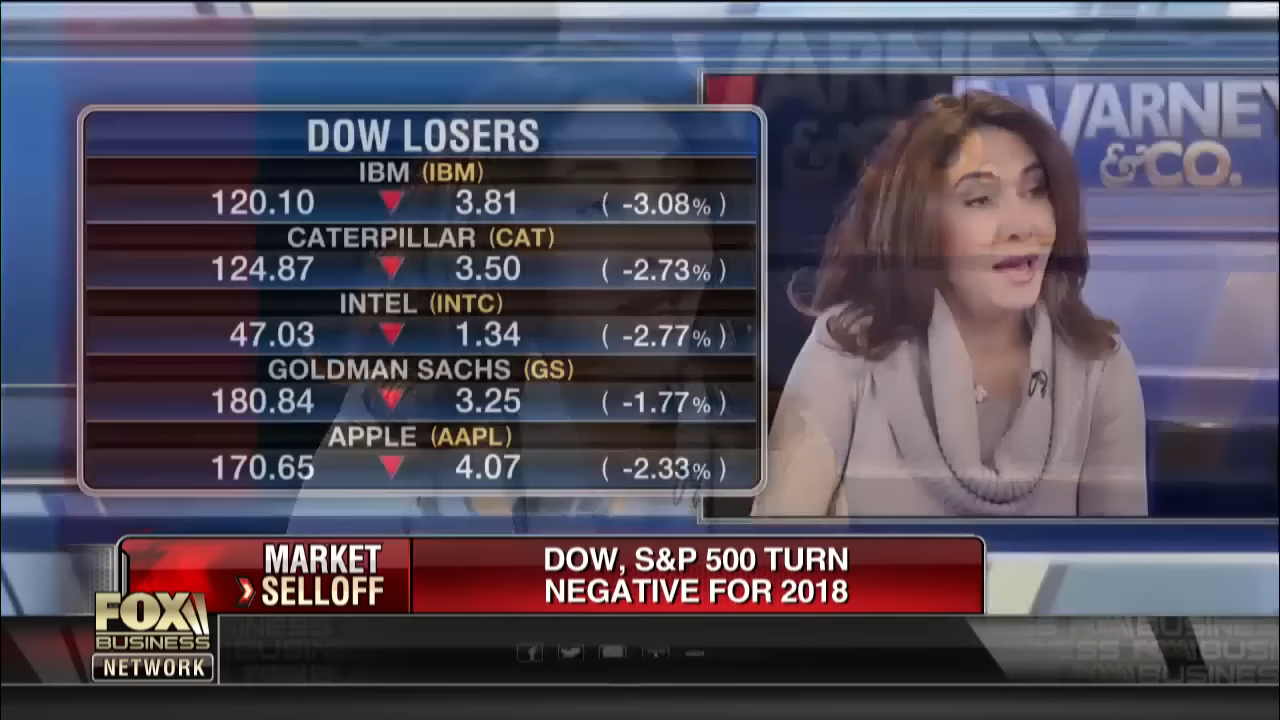 DOW LOSERS
IBM (IBM)
120.10 ▼ 3.81 ( -3.08% )
CATERPILLAR (CAT)
124.87 ▼ 3.50 ( -2.73% )
INTEL (INTC)
47.03 ▼ 1.34 ( -2.77% )
GOLDMAN SACHS (GS)
180.84 ▼ 3.25 ( -1.77% )
APPLE (AAPL)
170.65 ▼ 4.07 ( -2.33% )
VARNEY
VARNEY
&CO.
MARKET
SELLOFF
DOW, S&P 500 TURN
NEGATIVE FOR 2018
FOX
BUSINESS
NETWORK